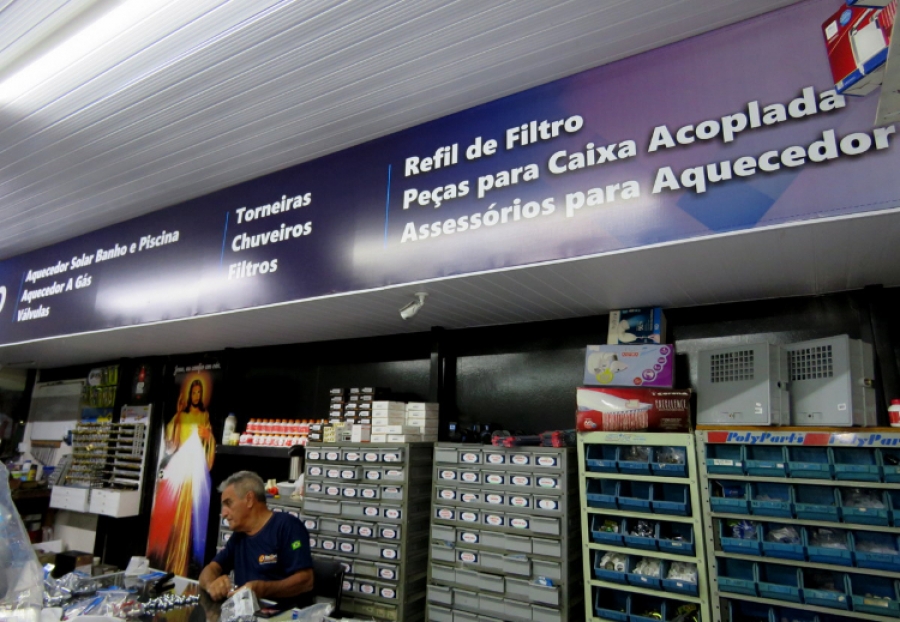 Aquecedor Solar Banho e Piscina
Aquecedor A Gás
Válvulas
Torneiras
Chuveiros
Filtros
Refil de Filtro
Peças para Caixa Acoplada
Assessórios para Aquecedor
PolyParts
PolyParts